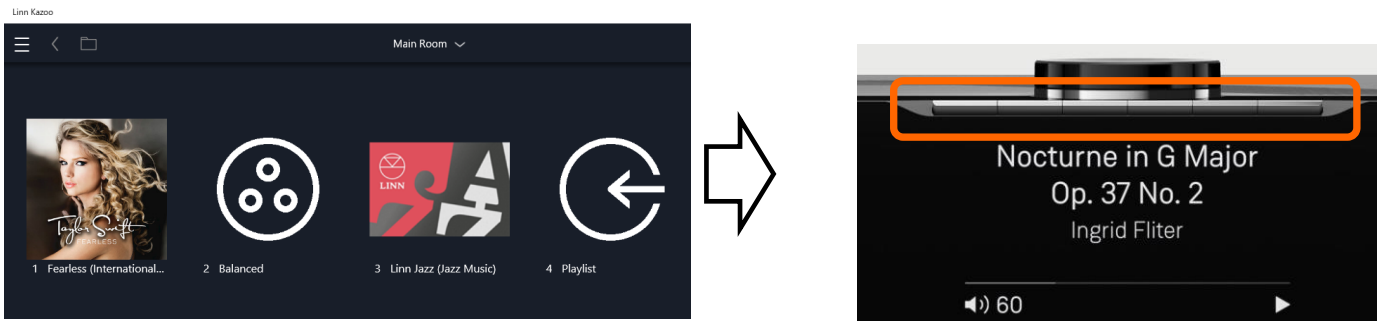 Linn Kazoo
Main Room
Taylor Swift
FEARLESS
LINN
JAZZ
1 Fearless (International...
2 Balanced
3 Linn Jazz (Jazz Music)
4 Playlist
Nocturne in G Major
Op. 37 No. 2
Ingrid Fliter
60